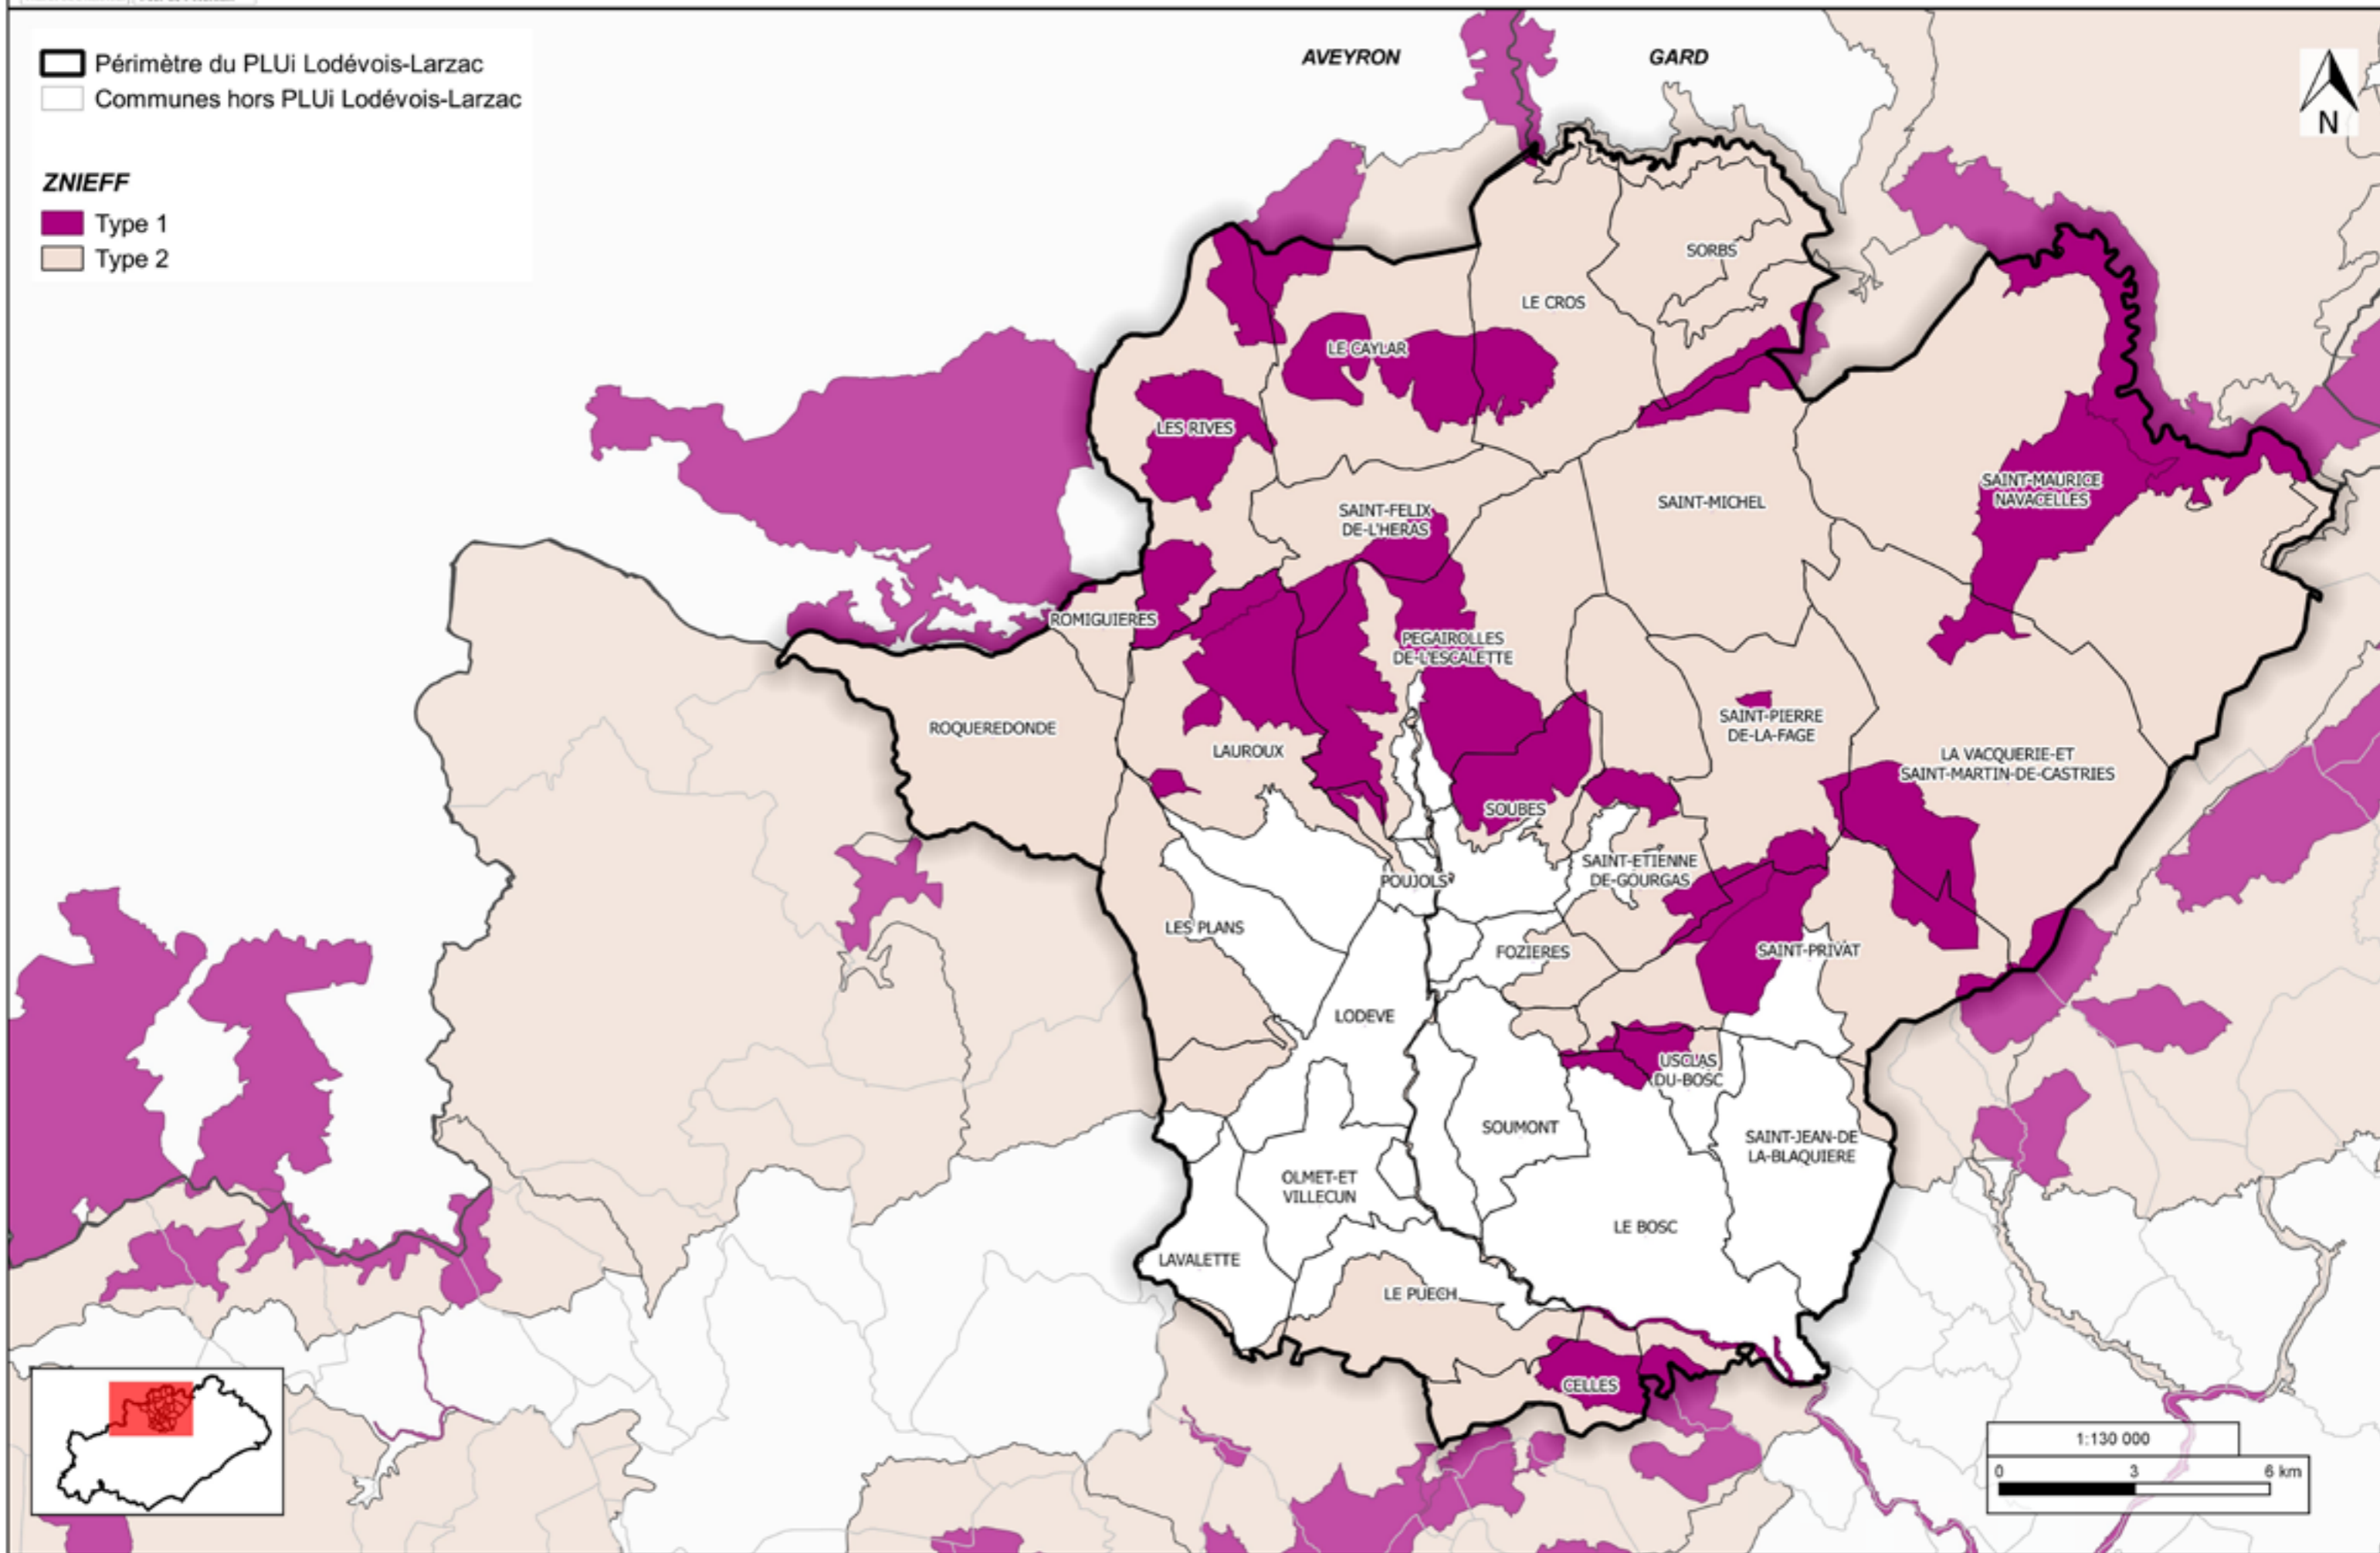 Périmètre du PLUi Lodévois-Larzac
Communes hors PLUi Lodévois-Larzac
ZNIEFF
Type 1
Type 2
AVEYRON
GARD
N
SORBS
LE CROS
LE CAYLAR
LES RIVES
SAINT-MAURICE
NAVACELLES
SAINT-MICHEL
SAINT-FELIX
DE-L'HERAS
ROMIGUIERES
PEGAIROLLES
DE-L'ESCALETTE
ROQUEREDONDE
LAUROUX
SAINT-PIERRE
DE-LA-FAGE
LA VACQUERIE-ET
SAINT-MARTIN-DE-CASTRIES
SOUBES
SAINT-ETIENNE
DE-GOURGAS
POUJOLS
LES PLANS
FOZIERES
SAINT-PRIVAT
LODEVE
USCLAS
DU-BOSC
SOUMONT
SAINT-JEAN-DE
LA-BLAQUIERE
OLMET-ET
VILLECUN
LE BOSC
LAVALETTE
LE PUECH
CELLES
1:130 000
0 3 6 km